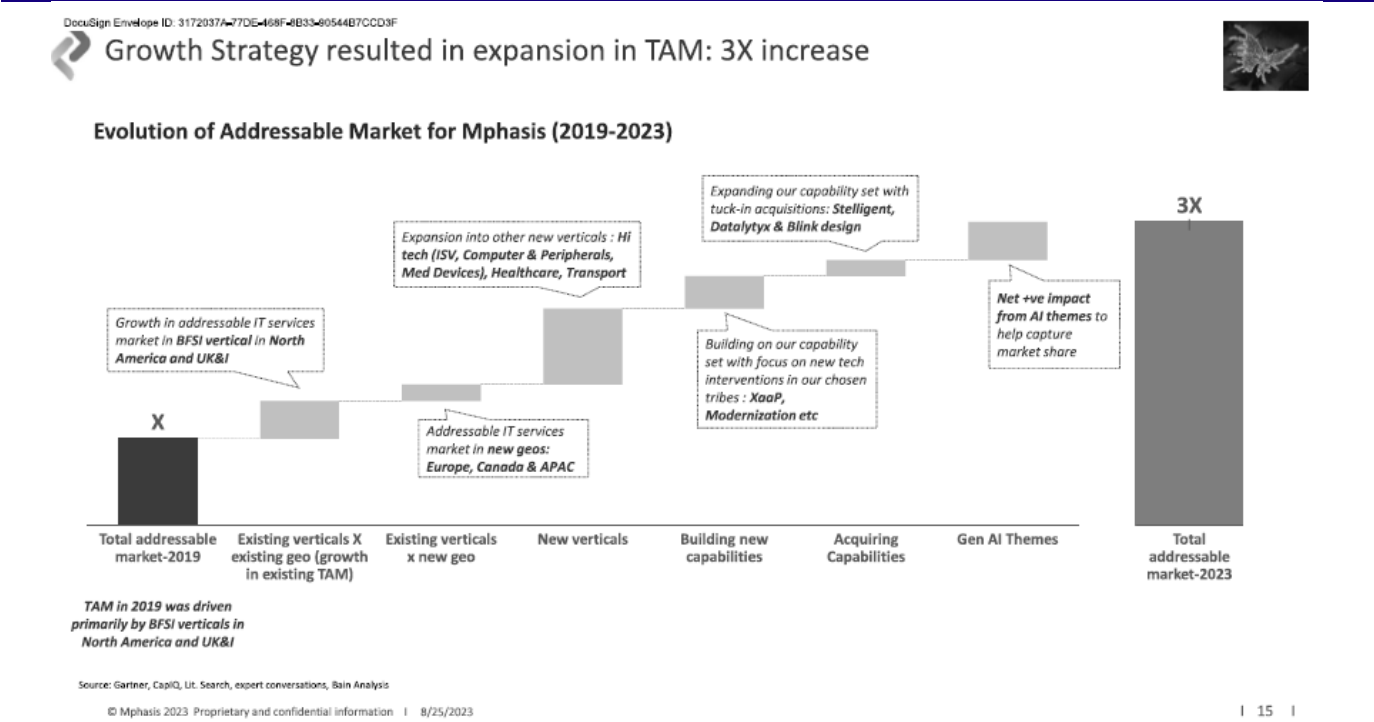 DocuSign Envelope ID: 3172037A-77DE-468F-8B33-90544B7CCD3F
Growth Strategy resulted in expansion in TAM: 3X increase
Evolution of Addressable Market for Mphasis (2019-2023)
Expanding our capability set with
tuck-in acquisitions: Stelligent,
Datalytyx & Blink design
3X
Expansion into other new verticals : Hi
tech (ISV, Computer & Peripherals,
Med Devices), Healthcare, Transport
Net +ve impact
from AI themes to
help capture
market share
Growth in addressable IT services
market in BFSI vertical in North
America and UK&I
Building on our capability
set with focus on new tech
interventions in our chosen
tribes : XaaP,
Modernization etc
X
Addressable IT services
market in new geos:
Europe, Canada & APAC
Total addressable
market-2019
Existing verticals X
existing geo (growth
in existing TAM)
Existing verticals
x new geo
New verticals
Building new
capabilities
Acquiring
Capabilities
Gen AI Themes
Total
addressable
market-2023
TAM in 2019 was driven
primarily by BFSI verticals in
North America and UK&I
Source: Gartner, CapIQ, Lit. Search, expert conversations, Bain Analysis
© Mphasis 2023 Proprietary and confidential information I 8/25/2023
I 15 I